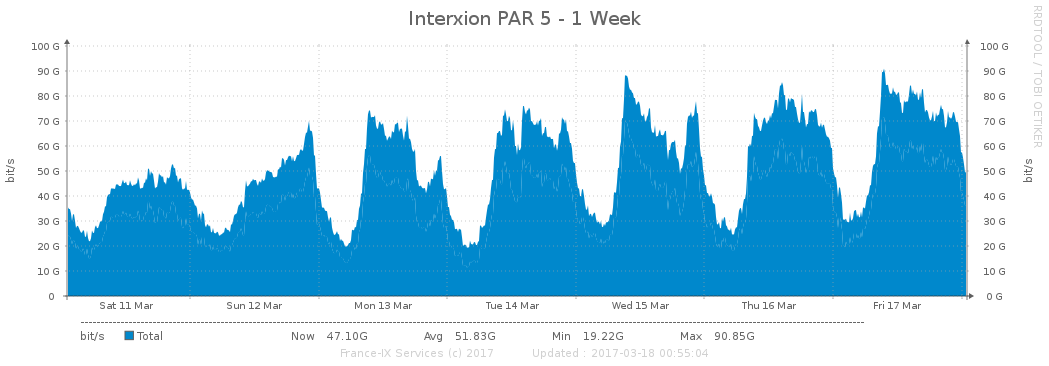 Interxion PAR 5 - 1 Week
RRDTOOL / TOBI OETIKER
bit/s
100 G 100 G
90 G 90 G
80 G 80 G
70 G 70 G
60 G 60 G
50 G 50 G
40 G 40 G
30 G 30 G
20 G 20 G
10 G 10 G
0 0 G
bit/s
Sat 11 Mar Sun 12 Mar Mon 13 Mar Tue 14 Mar Wed 15 Mar Thu 16 Mar Fri 17 Mar
bit/s Total Now 47.10G Avg 51.83G Min 19.22G Max 90.85G
France-IX Services (c) 2017 Updated : 2017-03-18 00:55:04